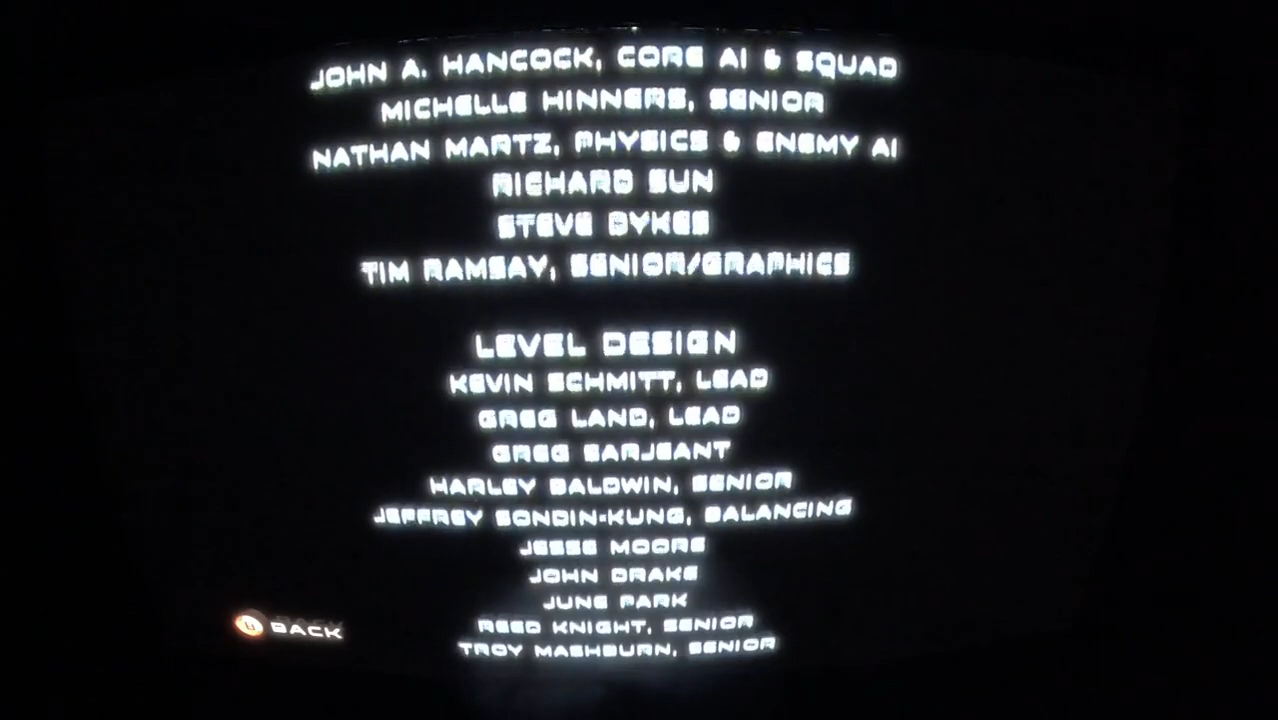 JOHN A. HANCOCK, CORE AI & SQUAD
MICHELLE HINNERS, SENIOR
NATHAN MARTZ, PHYSICS & ENEMY AI
RICHARD SUN
STEVE DYKES
TIM RAMSAY, SENIOR/GRAPHICS
LEVEL DESIGN
KEVIN SCHMITT, LEAD
GREG LAND, LEAD
GREG SARJEANT
HARLEY BALDWIN, SENIOR
JEFFREY SONDIN-KUNG, BALANCING
JESSE MOORE
JOHN DRAKE
JUNE PARK
REED KNIGHT, SENIOR
TROY MASHBURN, SENIOR
B BACK